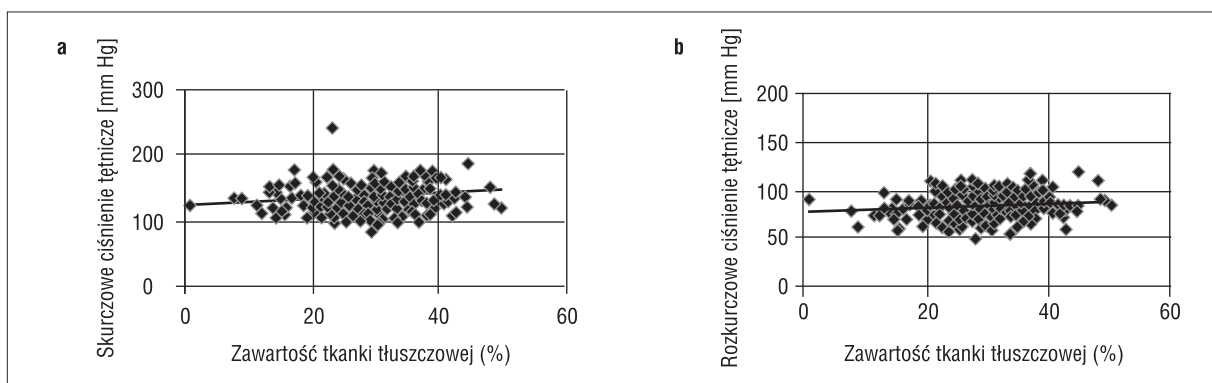 a
Skurczowe ciśnienie tętnicze [mm Hg]
300
200
100
0
0 20 40 60
Zawartość tkanki tłuszczowej (%)
b
Rozkurczowe ciśnienie tętnicze [mm Hg]
200
150
100
50
0
0 20 40 60
Zawartość tkanki tłuszczowej (%)